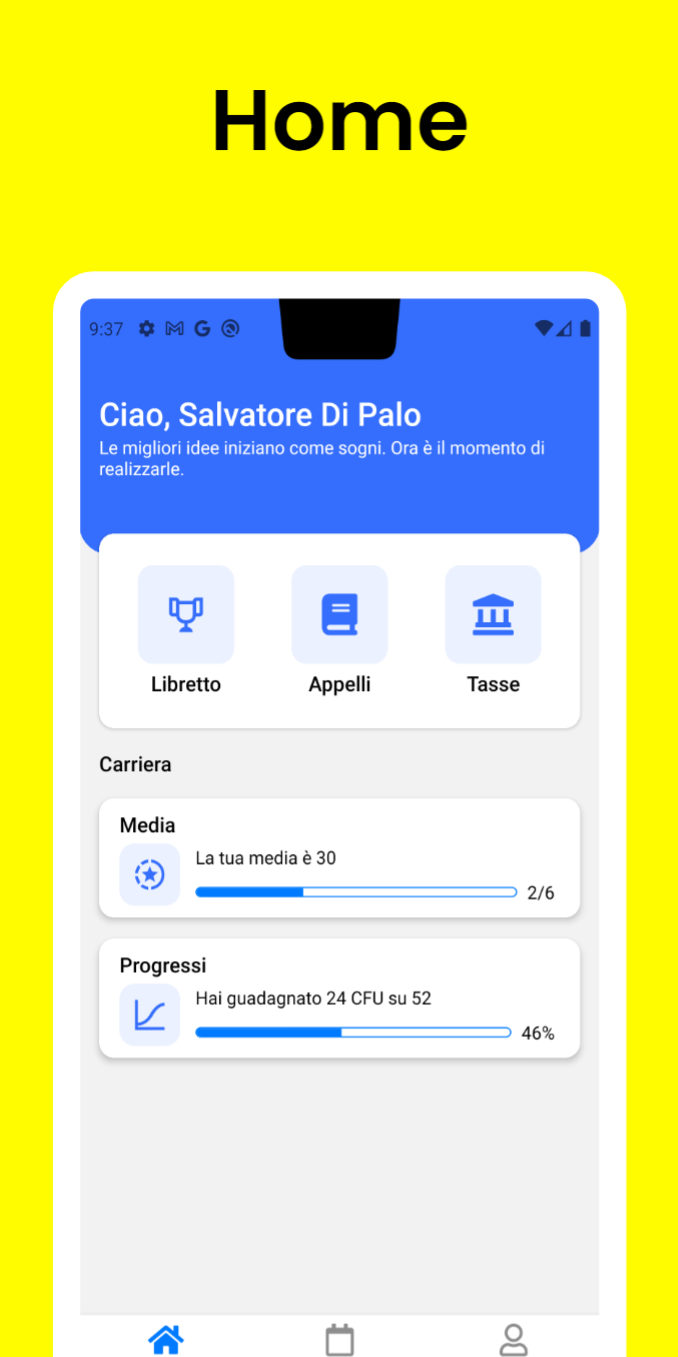 Home
9:37
Ciao, Salvatore Di Palo
Le migliori idee iniziano come sogni. Ora è il momento di
realizzarle.
Libretto
Appelli
Tasse
Carriera
Media
La tua media è 30
2/6
Progressi
Hai guadagnato 24 CFU su 52
46%